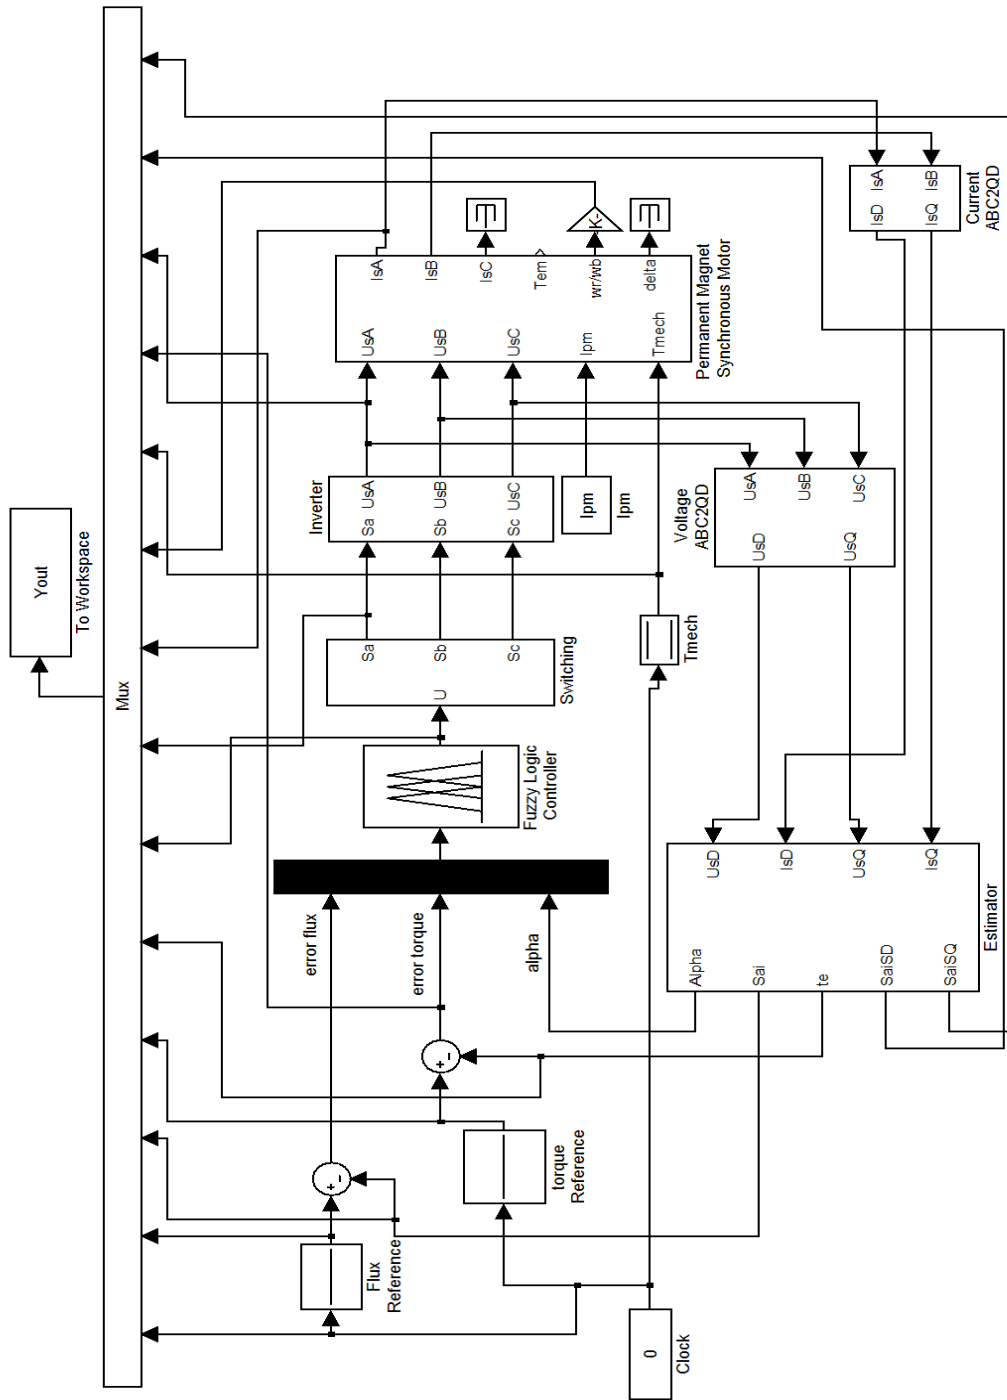 Clock
0
Flux
Reference
torque
Reference
error flux
error torque
alpha
Fuzzy Logic
Controller
U
Sa
Sb
Sc
Switching
Inverter
Sa UsA
Sb UsB
Sc UsC
Ipm
Ipm
Tmech
UsA
UsB
UsC
Ipm
Tmech
IsA
IsB
IsC
Tem
wr/wb
delta
Permanent Magnet
Synchronous Motor
-K-
Voltage
ABC2QD
UsA
UsB
UsC
UsD
UsQ
Current
ABC2QD
IsA
IsB
IsD
IsQ
UsD
IsD
UsQ
IsQ
Alpha
Sai
te
SaiSD
SaiSQ
Estimator
Mux
Yout
To Workspace